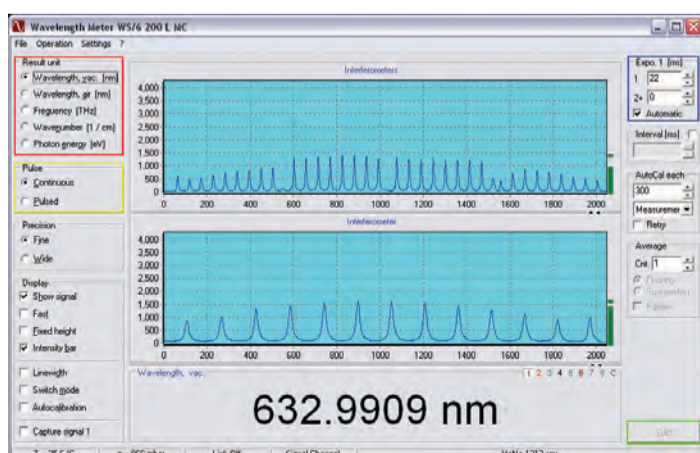 Wavelength Meter WS/6 200 L MC
File Operation Settings ?
Result unit
Wavelength, vac. [nm]
Wavelength, air [nm]
Frequency [THz]
Wavenumber [1 / cm]
Photon energy [eV]
Pulse
Continuous
Pulsed
Precision
Fine
Wide
Display
Show signal
Fast
Fixed height
Intensity bar
Linewidth
Switch mode
Autocalibration
Capture signal 1
Interferometers
4,000
3,500
3,000
2,500
2,000
1,500
1,000
500
0
0 200 400 600 800 1000 1200 1400 1600 1800 2000
Interferometer
4,000
3,500
3,000
2,500
2,000
1,500
1,000
500
0
0 200 400 600 800 1000 1200 1400 1600 1800 2000
Wavelength, vac.
1 2 3 4 5 6 7 8 C
632.9909 nm
Expo. 1 [ms]
1 22
2+ 0
Automatic
Interval [ms]
AutoCal each
300
Measuremer
Retry
Average
Cnt. 1
Link Off
Signal Channel